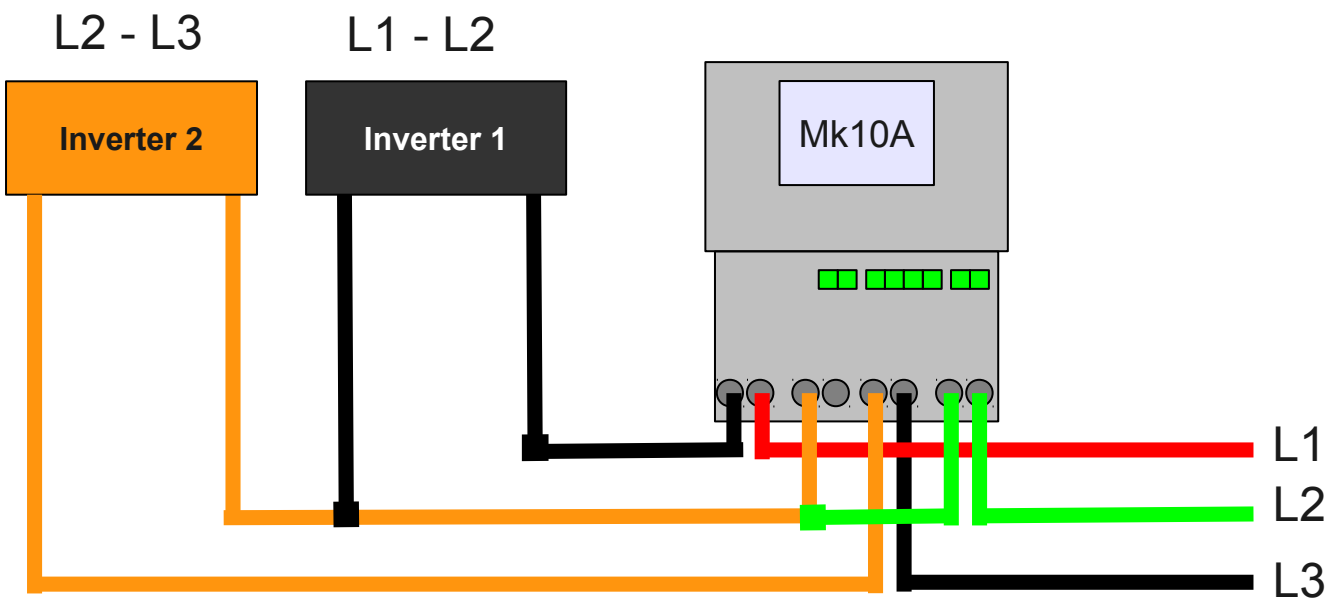 L2 - L3
L1 - L2
Inverter 2
Inverter 1
Mk10A
L1
L2
L3